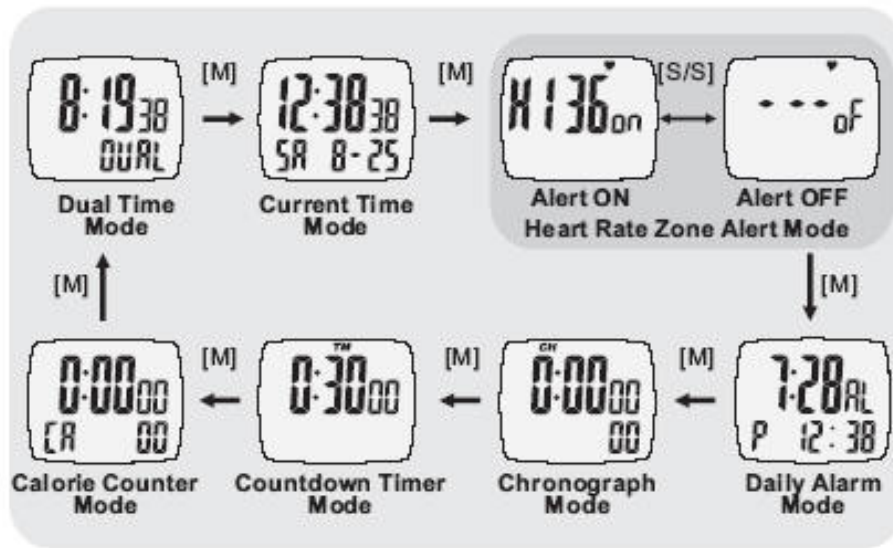 [M]
[M]
[S/S]
8:19 38
DUAL
12:38 38
SA 8-25
H136 on
--- oF
Dual Time
Mode
Current Time
Mode
Alert ON
Alert OFF
Heart Rate Zone Alert Mode
[M]
[M]
0:00 00
CA 00
[M]
TM
0:30 00
[M]
CH
0:00 00
00
[M]
7:28 AL
P 12:38
Calorie Counter
Mode
Countdown Timer
Mode
Chronograph
Mode
Daily Alarm
Mode